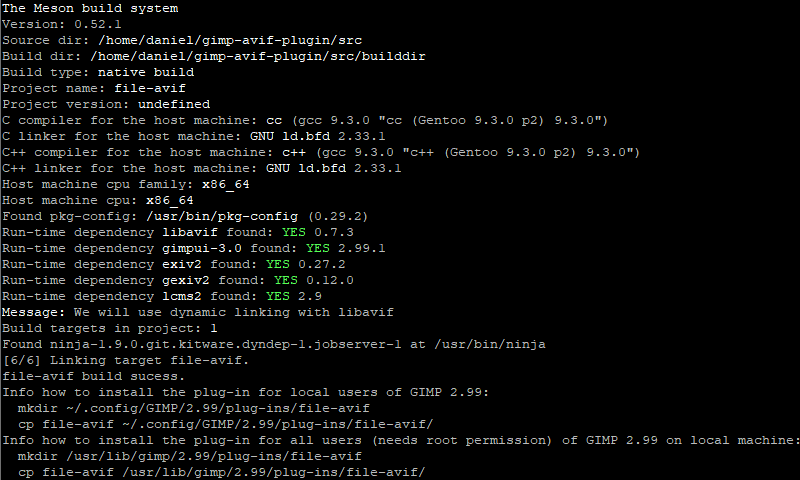 The Meson build system
Version: 0.52.1
Source dir: /home/daniel/gimp-avif-plugin/src
Build dir: /home/daniel/gimp-avif-plugin/src/builddir
Build type: native build
Project name: file-avif
Project version: undefined
C compiler for the host machine: cc (gcc 9.3.0 "cc (Gentoo 9.3.0 p2) 9.3.0")
C linker for the host machine: GNU ld.bfd 2.33.1
C++ compiler for the host machine: c++ (gcc 9.3.0 "c++ (Gentoo 9.3.0 p2) 9.3.0")
C++ linker for the host machine: GNU ld.bfd 2.33.1
Host machine cpu family: x86_64
Host machine cpu: x86_64
Found pkg-config: /usr/bin/pkg-config (0.29.2)
Run-time dependency libavif found: YES 0.7.3
Run-time dependency gimpui-3.0 found: YES 2.99.1
Run-time dependency exiv2 found: YES 0.27.2
Run-time dependency gexiv2 found: YES 0.12.0
Run-time dependency lcms2 found: YES 2.9
Message: We will use dynamic linking with libavif
Build targets in project: 1
Found ninja-1.9.0.git.kitware.dyndep-1.jobserver-1 at /usr/bin/ninja
[6/6] Linking target file-avif.
file-avif build sucess.
Info how to install the plug-in for local users of GIMP 2.99:
  mkdir ~/.config/GIMP/2.99/plug-ins/file-avif
  cp file-avif ~/.config/GIMP/2.99/plug-ins/file-avif/
Info how to install the plug-in for all users (needs root permission) of GIMP 2.99 on local machine:
  mkdir /usr/lib/gimp/2.99/plug-ins/file-avif
  cp file-avif /usr/lib/gimp/2.99/plug-ins/file-avif/